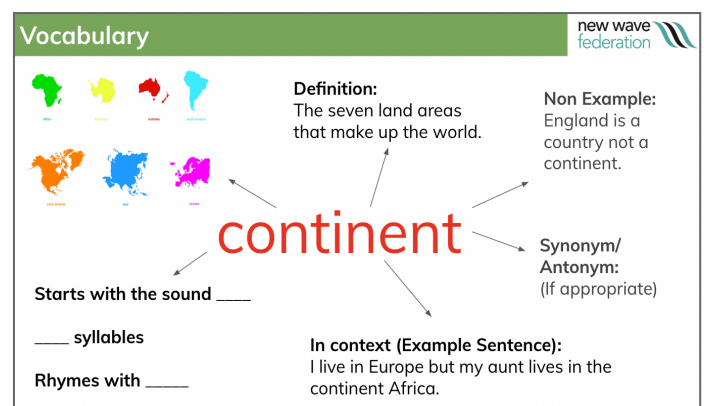 Vocabulary
new wave
federation
Definition:
The seven land areas
that make up the world.
Non Example:
England is a
country not a
continent.
continent
Synonym/
Antonym:
(If appropriate)
Starts with the sound ____
____ syllables
Rhymes with _____
In context (Example Sentence):
I live in Europe but my aunt lives in the
continent Africa.